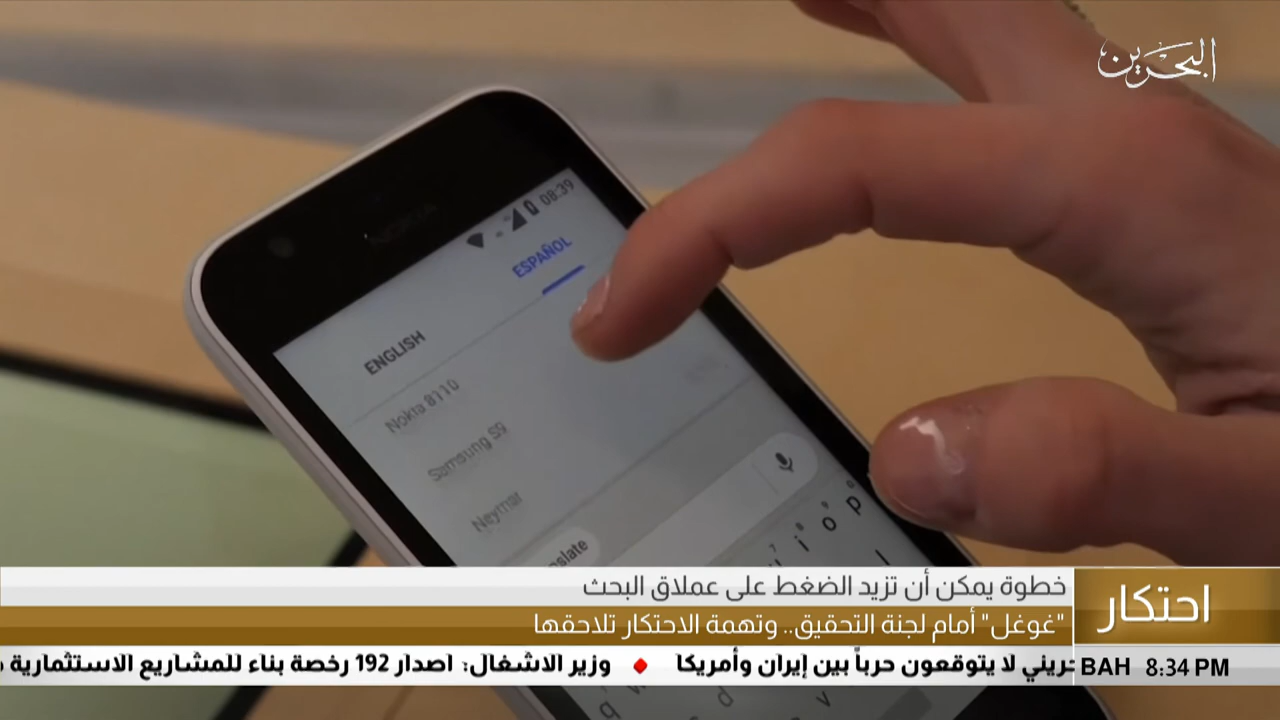 البحرين
08:39
ESPAÑOL
ENGLISH
Nokia 8110
Samsung S9
Neymar
o p
i
l
خطوة يمكن أن تزيد الضغط على عملاق البحث
احتكار
"غوغل" أمام لجنة التحقيق.. وتهمة الاحتكار تلاحقها
لا يتوقعون حرباً بين إيران وأمريكا • وزير الاشغال: اصدار 192 رخصة بناء للمشاريع الاستثمارية
BAH 8:34 PM
q w d v